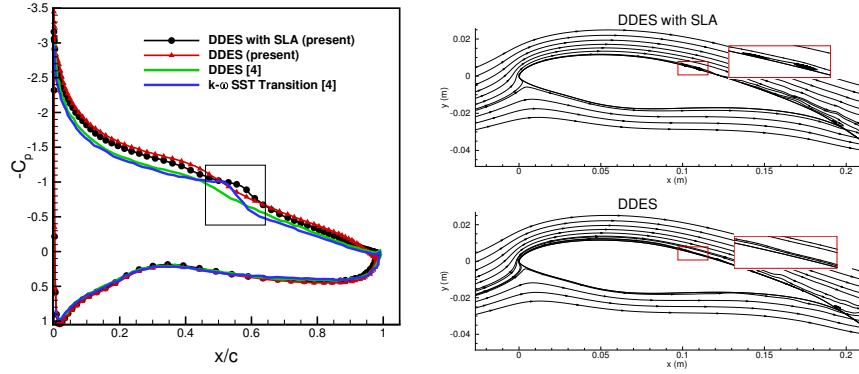 -3.5
-3
-2.5
-2
-1.5
-1
-0.5
0
0.5
1
-Cp
0 0.2 0.4 0.6 0.8 1
x/c
DDES with SLA (present)
DDES (present)
DDES [4]
k-ω SST Transition [4]
DDES with SLA
0.02
0
-0.02
-0.04
y (m)
0 0.05 0.1 0.15 0.2
x (m)
DDES
0.02
0
-0.02
-0.04
y (m)
0 0.05 0.1 0.15 0.2
x (m)